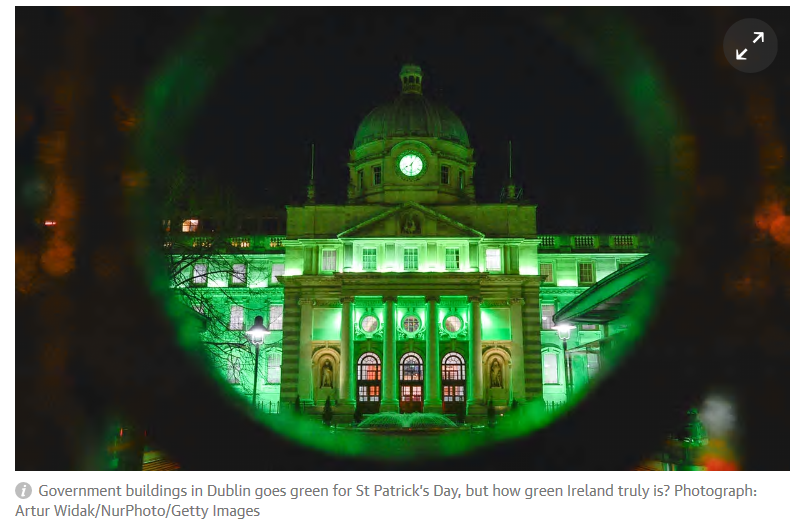 Government buildings in Dublin goes green for St Patrick's Day, but how green Ireland truly is? Photograph:
Artur Widak/NurPhoto/Getty Images